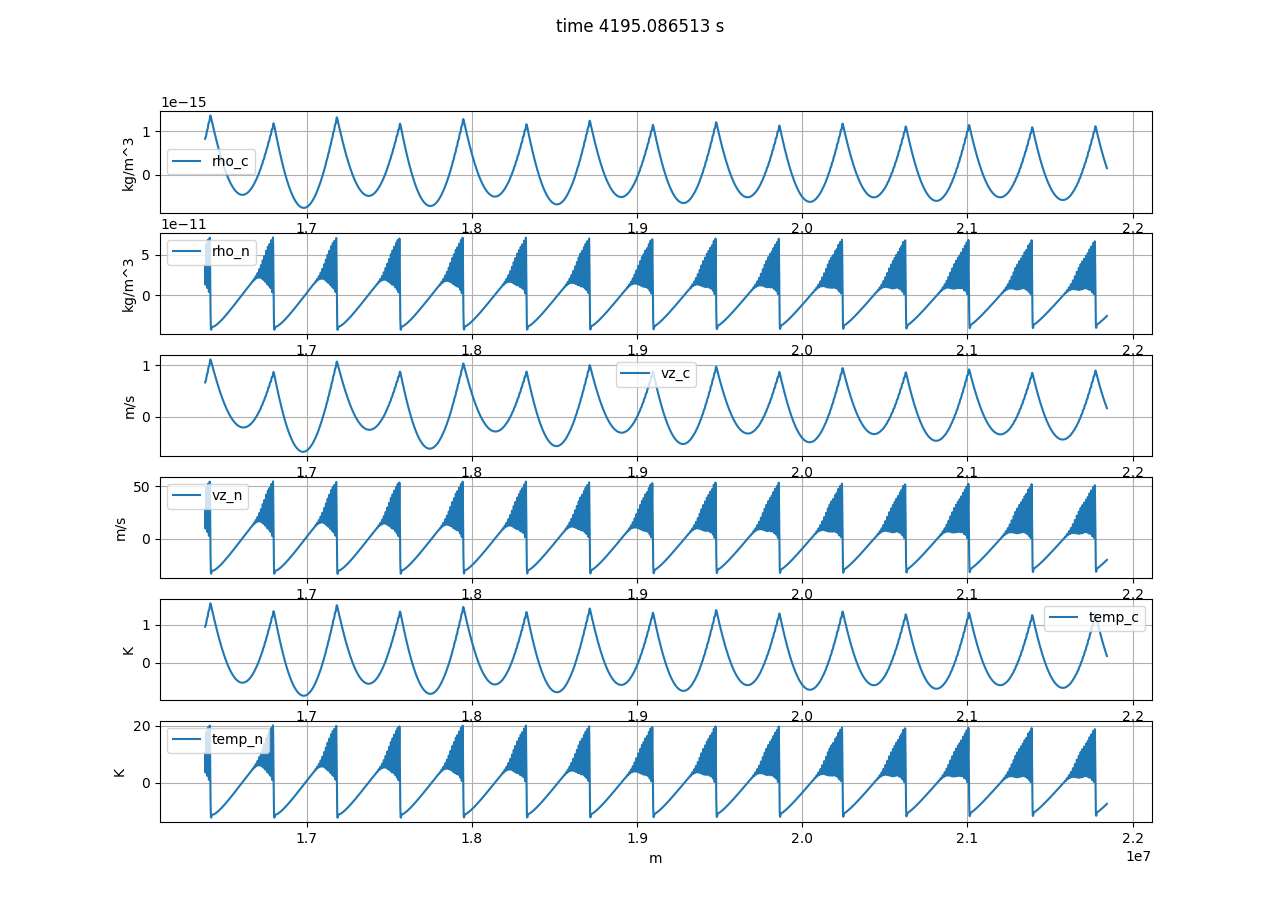 time 4195.086513 s
1e−15
1
0
kg/m^3
rho_c
1.7 1.8 1.9 2.0 2.1 2.2
1e−11
5
0
kg/m^3
rho_n
1.7 1.8 1.9 2.0 2.1 2.2
1
0
m/s
vz_c
1.7 1.8 1.9 2.0 2.1 2.2
50
0
m/s
vz_n
1.7 1.8 1.9 2.0 2.1 2.2
1
0
K
temp_c
1.7 1.8 1.9 2.0 2.1 2.2
20
0
K
temp_n
1.7 1.8 1.9 2.0 2.1 2.2
m
1e7